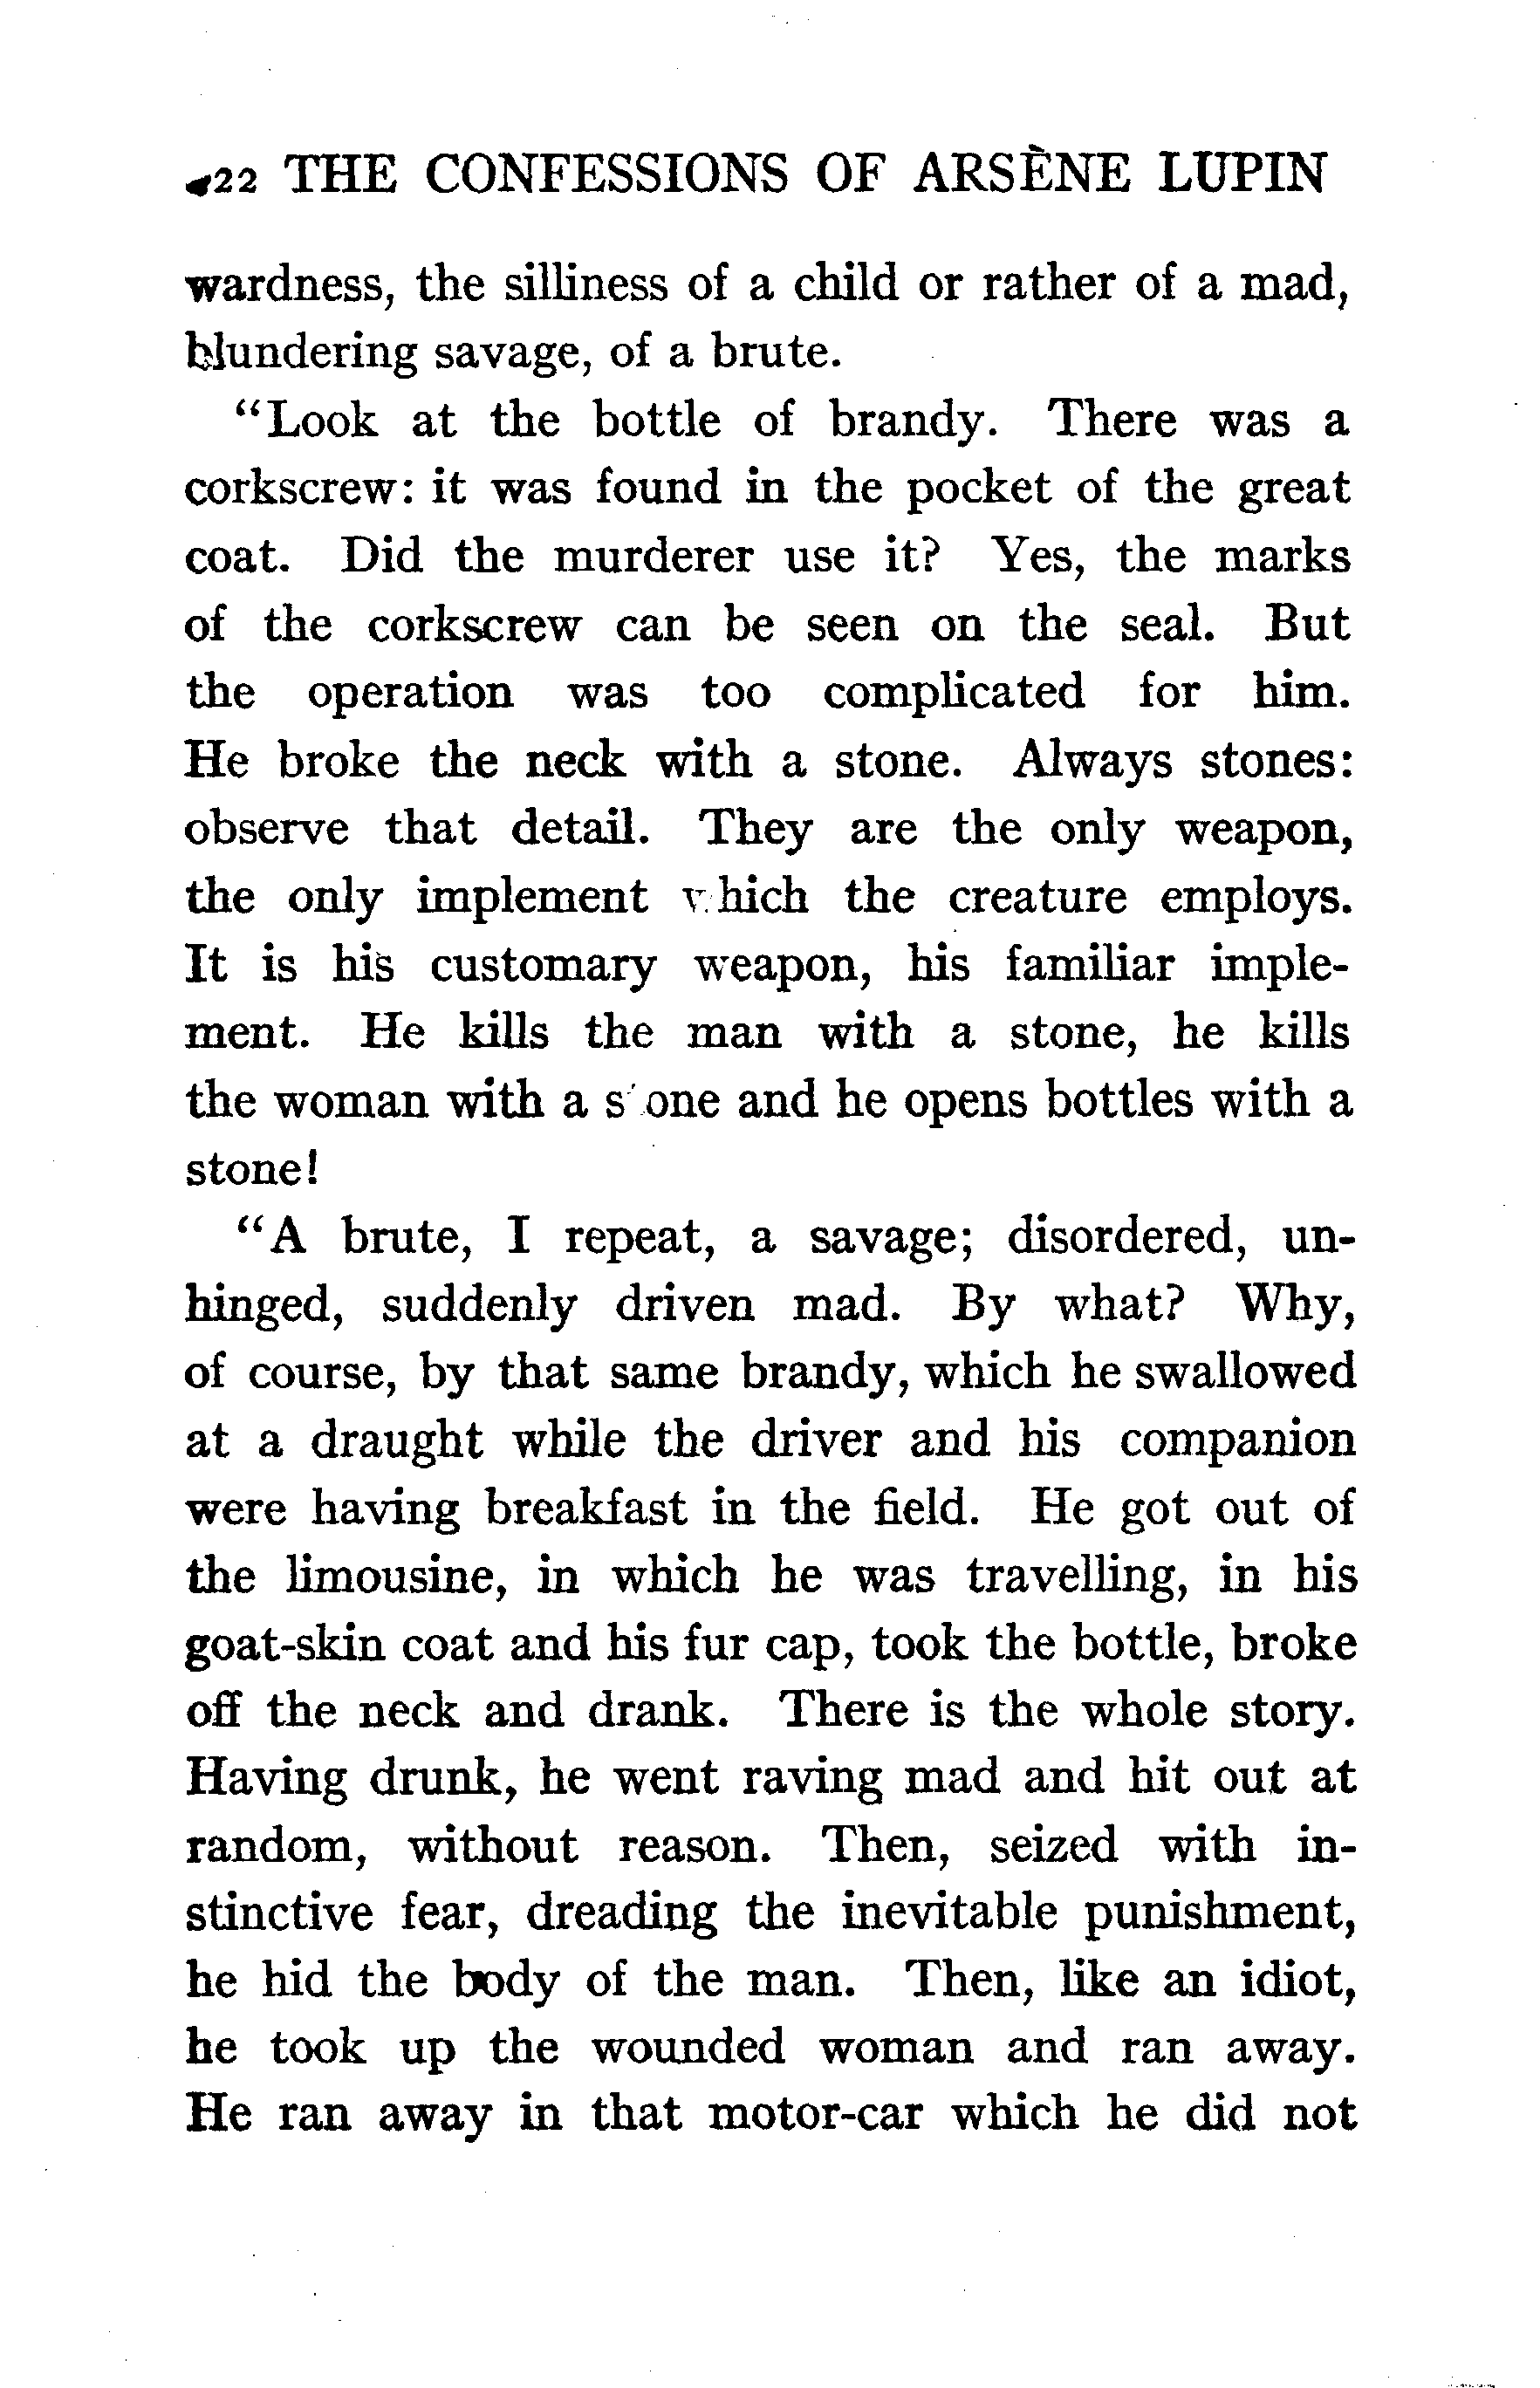 22 THE CONFESSIONS OF ARSÈNE LUPIN
wardness, the silliness of a child or rather of a mad,
blundering savage, of a brute.
"Look at the bottle of brandy. There was a
corkscrew: it was found in the pocket of the great
coat. Did the murderer use it? Yes, the marks
of the corkscrew can be seen on the seal. But
the operation was too complicated for him.
He broke the neck with a stone. Always stones:
observe that detail. They are the only weapon,
the only implement which the creature employs.
It is his customary weapon, his familiar imple-
ment. He kills the man with a stone, he kills
the woman with a stone and he opens bottles with a
stone!
"A brute, I repeat, a savage; disordered, un-
hinged, suddenly driven mad. By what? Why,
of course, by that same brandy, which he swallowed
at a draught while the driver and his companion
were having breakfast in the field. He got out of
the limousine, in which he was travelling, in his
goat-skin coat and his fur cap, took the bottle, broke
off the neck and drank. There is the whole story.
Having drunk, he went raving mad and hit out at
random, without reason. Then, seized with in-
stinctive fear, dreading the inevitable punishment,
he hid the body of the man. Then, like an idiot,
he took up the wounded woman and ran away.
He ran away in that motor-car which he did not